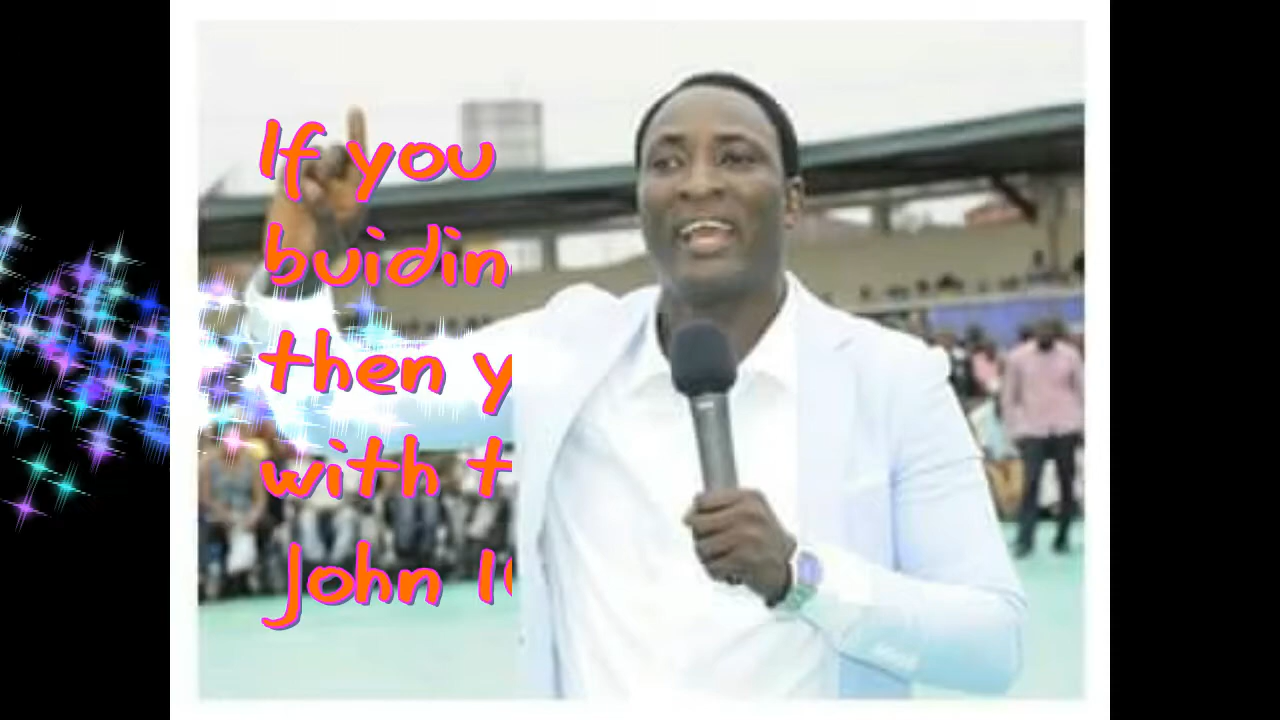 If you
buidin
then y
with t
John 1